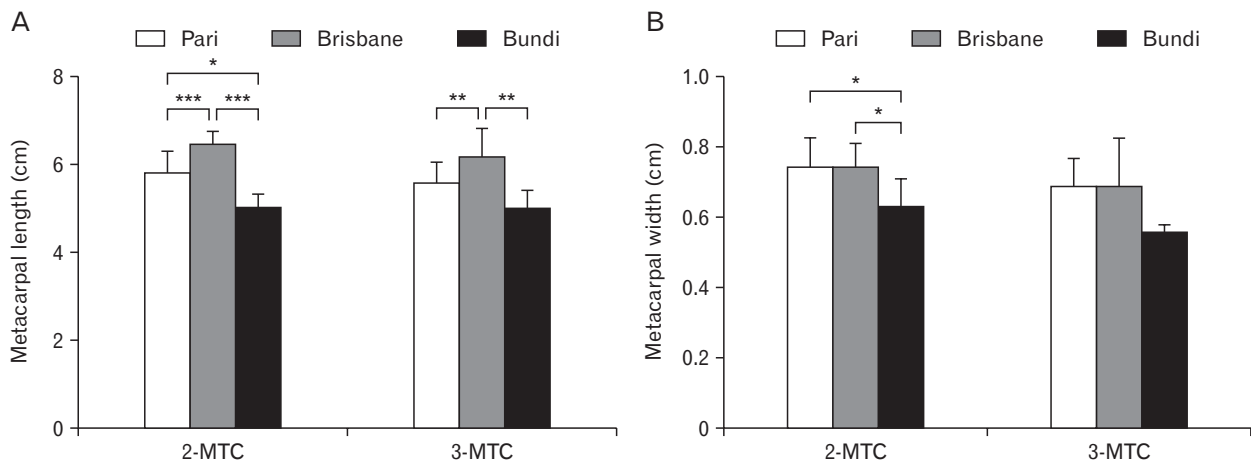 A
Pari Brisbane Bundi
Metacarpal length (cm)
8
6
4
2
0
*
*** ***
** **
2-MTC 3-MTC
B
Pari Brisbane Bundi
Metacarpal width (cm)
1.0
0.8
0.6
0.4
0.2
0
*
*
2-MTC 3-MTC